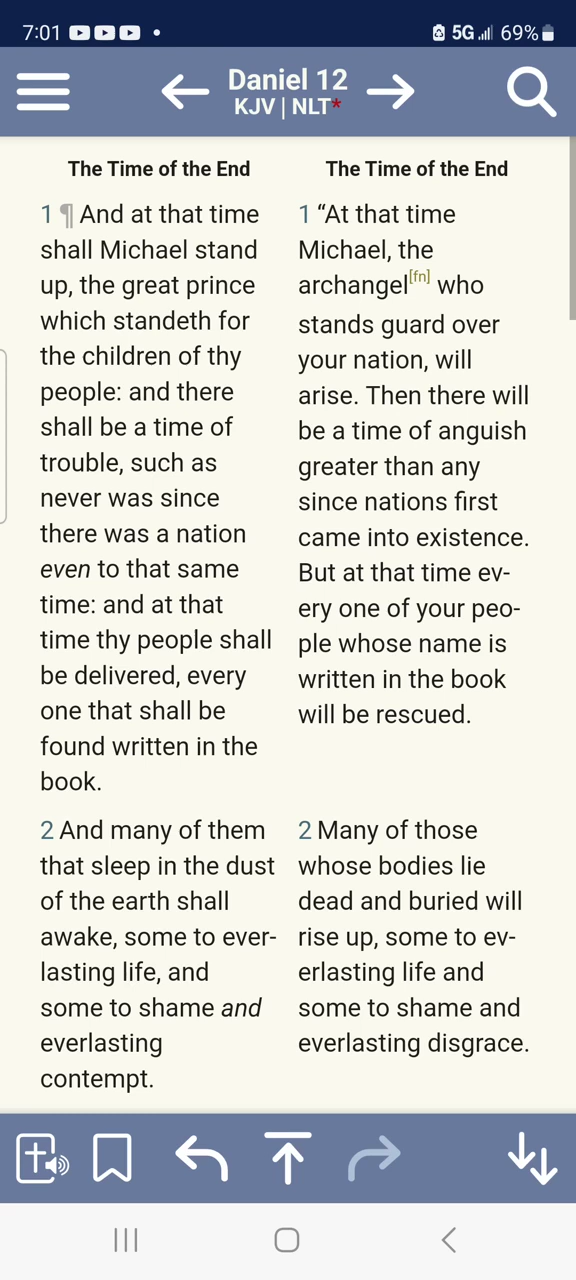 7:01
5G 69%
Daniel 12
KJV | NLT*
The Time of the End
1 ¶ And at that time
shall Michael stand
up, the great prince
which standeth for
the children of thy
people: and there
shall be a time of
trouble, such as
never was since
there was a nation
even to that same
time: and at that
time thy people shall
be delivered, every
one that shall be
found written in the
book.
2 And many of them
that sleep in the dust
of the earth shall
awake, some to ever-
lasting life, and
some to shame and
everlasting
contempt.
The Time of the End
1 “At that time
Michael, the
archangel[fn] who
stands guard over
your nation, will
arise. Then there will
be a time of anguish
greater than any
since nations first
came into existence.
But at that time ev-
ery one of your peo-
ple whose name is
written in the book
will be rescued.
2 Many of those
whose bodies lie
dead and buried will
rise up, some to ev-
erlasting life and
some to shame and
everlasting disgrace.